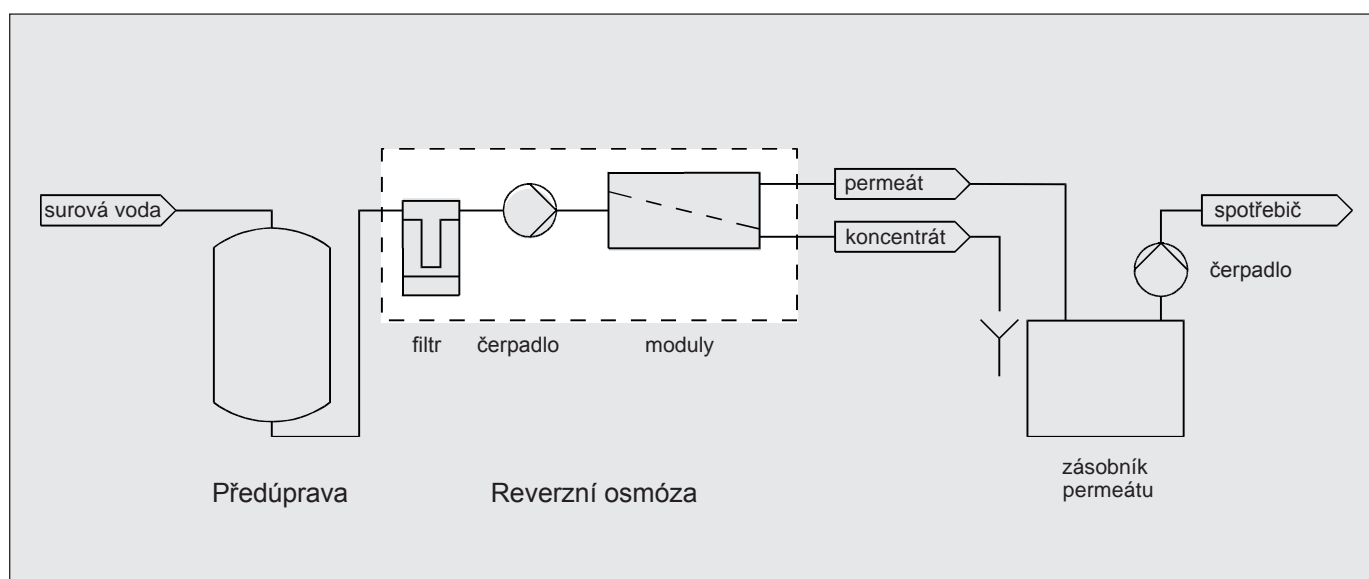 surová voda
permeát
koncentrát
spotřebič
čerpadlo
filtr
čerpadlo
moduly
zásobník
permeátu
Předúprava
Reverzní osmóza